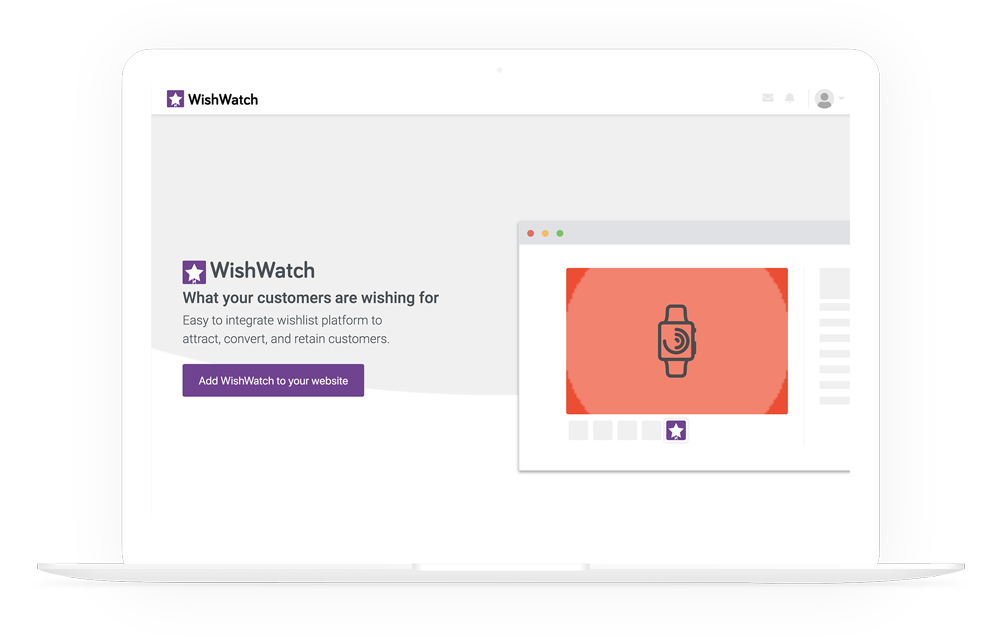 WishWatch
WishWatch
What your customers are wishing for
Easy to integrate wishlist platform to
attract, convert, and retain customers.
Add WishWatch to your website